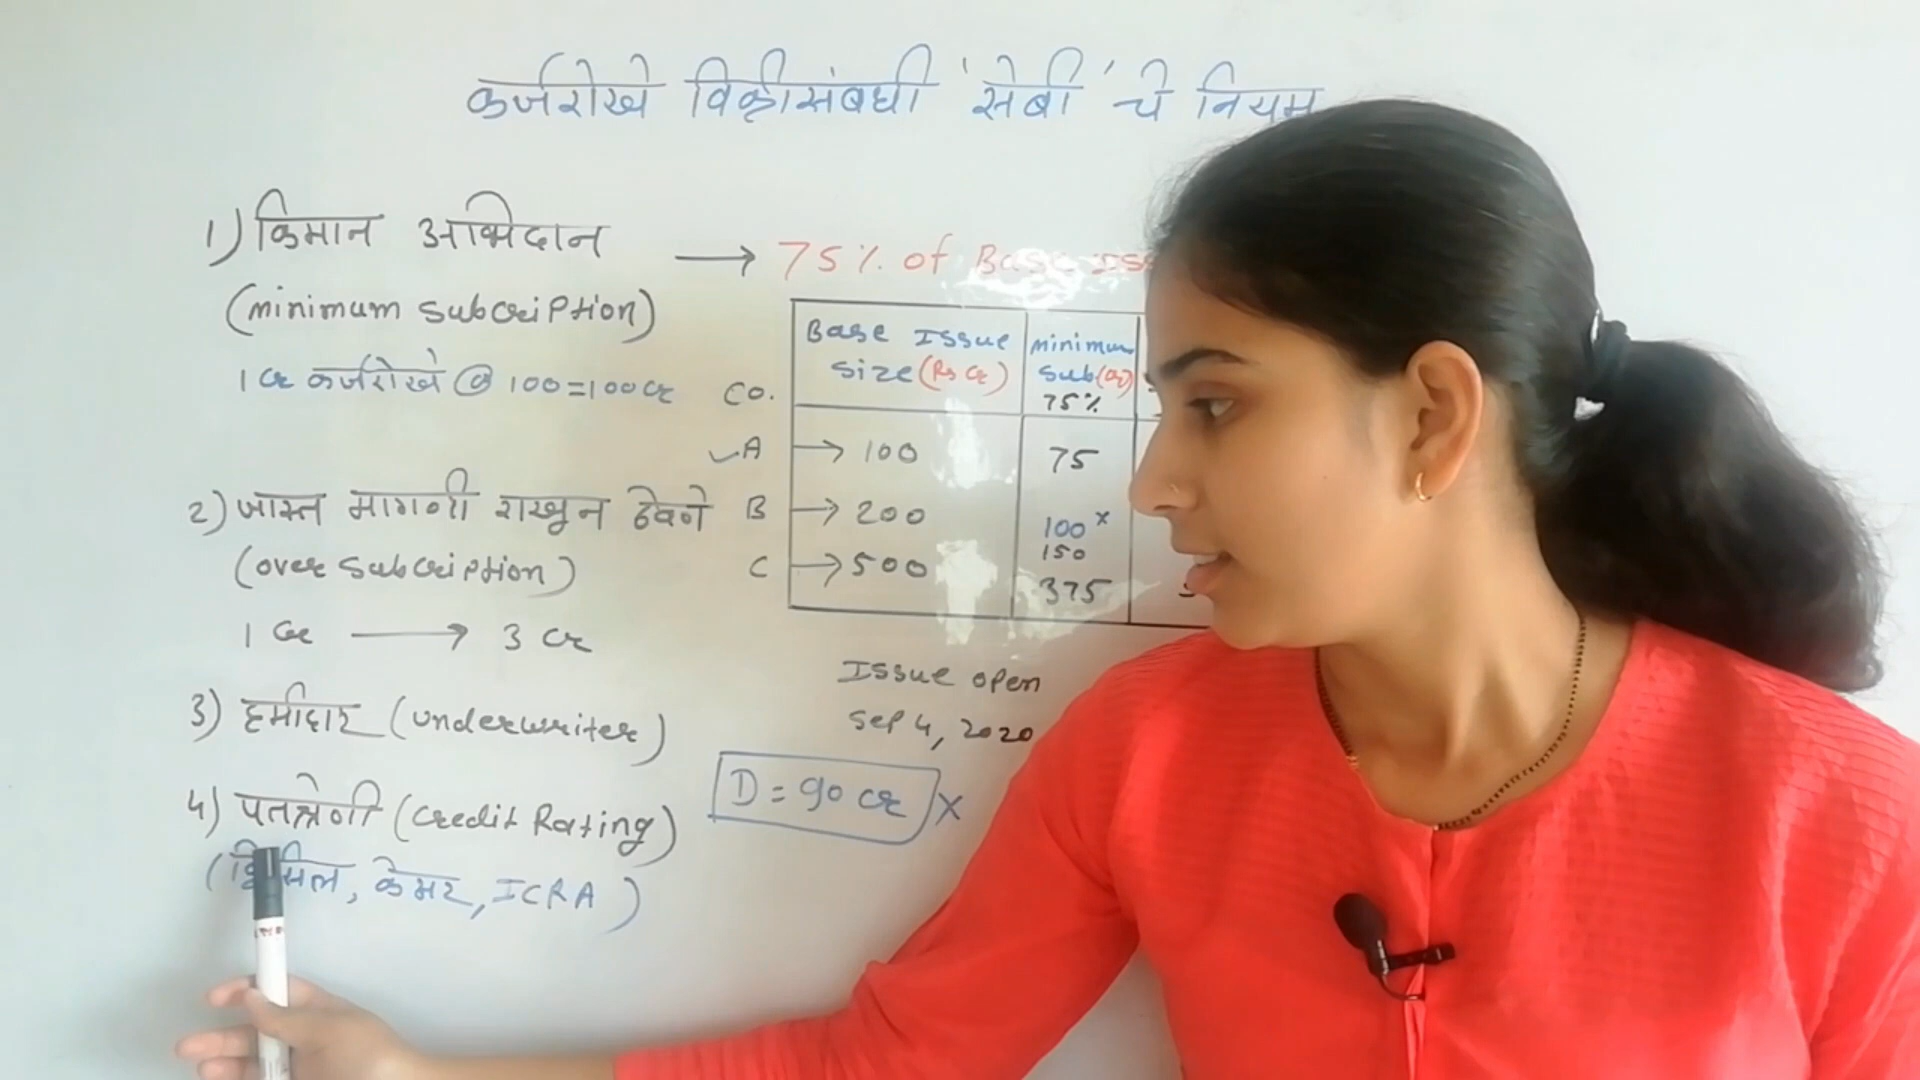 कर्जरोखे विक्रीसंबधी 'सेबी' चे नियम
1) किमान अभिदान
(minimum subcription)
1 Cr कर्जरोखे @ 100 = 100 Cr
2) जास्त मागणी राखून ठेवणे
(over subcription)
1 Cr → 3 Cr
3) हमीदार (underwriter)
4) पतश्रेणी (credit Rating)
केअर, ICRA)
→ 75% of Base
Co. Base Issue Size (Rs Cr) minimum sub (Cr) 75%
✓A → 100 75
B → 200 100 x 150
C → 500 375
Issue open
Sep 4, 2020
D = 90 Cr x